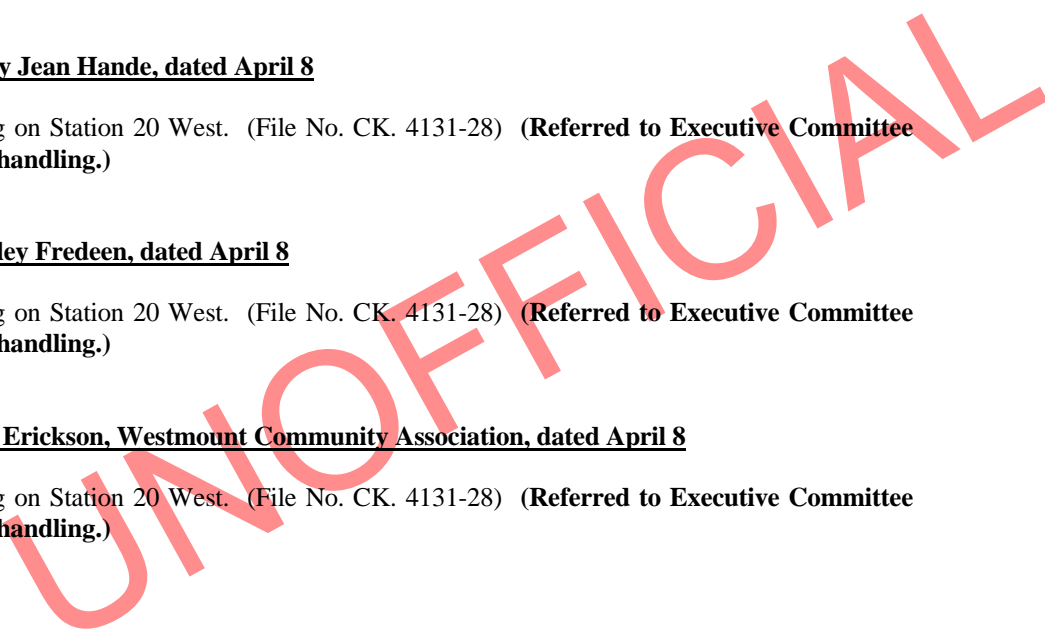 y Jean Hande, dated April 8
g on Station 20 West. (File No. CK. 4131-28) (Referred to Executive Committee
handling.)
ley Fredeen, dated April 8
g on Station 20 West. (File No. CK. 4131-28) (Referred to Executive Committee
handling.)
Erickson, Westmount Community Association, dated April 8
g on Station 20 West. (File No. CK. 4131-28) (Referred to Executive Committee
handling.)
UNOFFICIAL